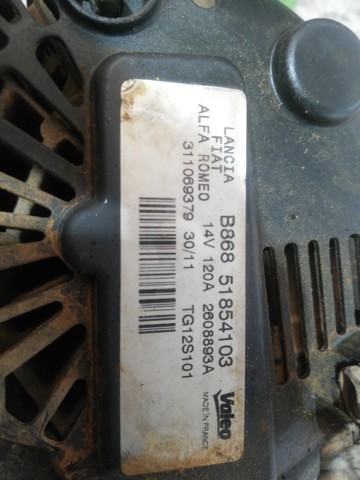 LANCIA
FIAT
ALFA ROMEO
311069379 30/11
B868 51854103
14V 120A 2608893A
TG12S101
Valeo
MADE IN FRANCE